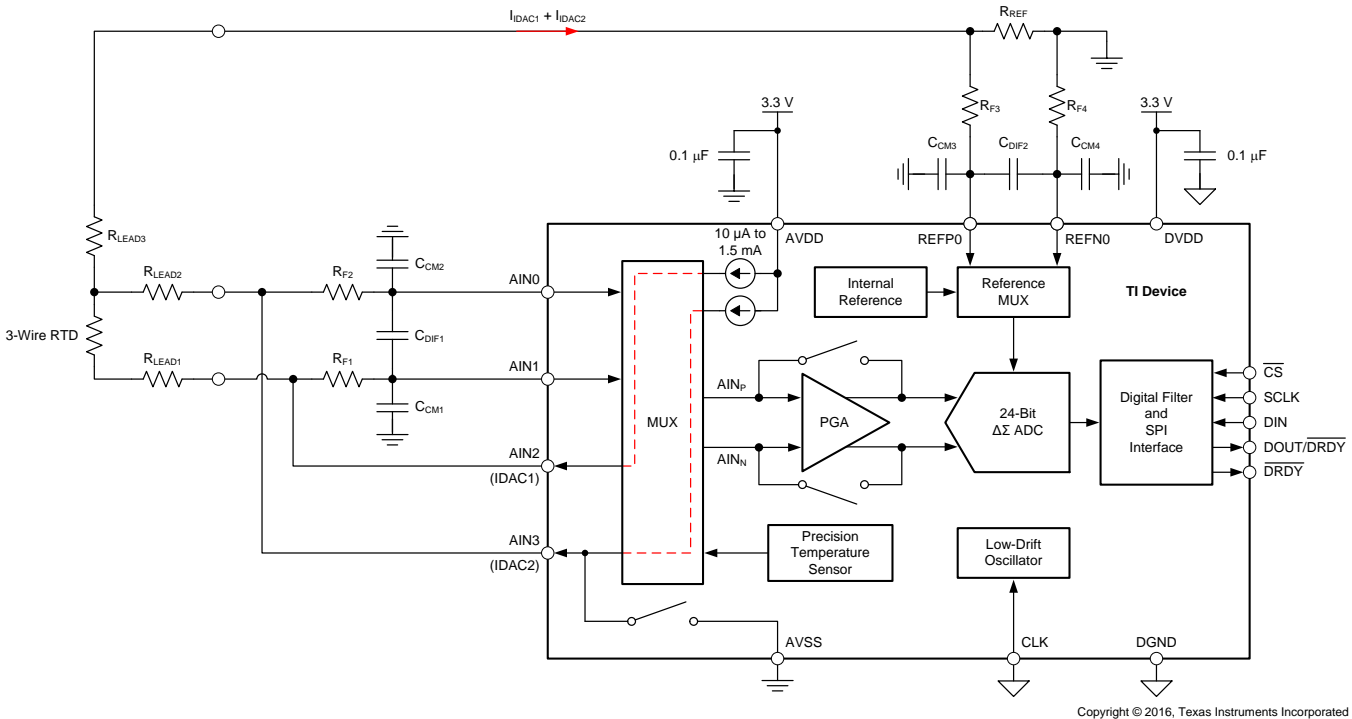 IIDAC1 + IIDAC2
RREF
3.3 V
3.3 V
RF3
RF4
0.1 μF
CCM3
CDIF2
CCM4
0.1 μF
RLEAD3
10 μA to
1.5 mA
AVDD
REFP0
REFN0
DVDD
RLEAD2
RF2
CCM2
AIN0
Internal
Reference
Reference
MUX
TI Device
3-Wire RTD
CDIF1
RLEAD1
RF1
AIN1
CCM1
MUX
AINP
AINN
PGA
24-Bit
ΔΣ ADC
Digital Filter
and
SPI
Interface
CS
SCLK
DIN
DOUT/DRDY
DRDY
AIN2
(IDAC1)
AIN3
(IDAC2)
Precision
Temperature
Sensor
Low-Drift
Oscillator
AVSS
CLK
DGND
Copyright © 2016, Texas Instruments Incorporated